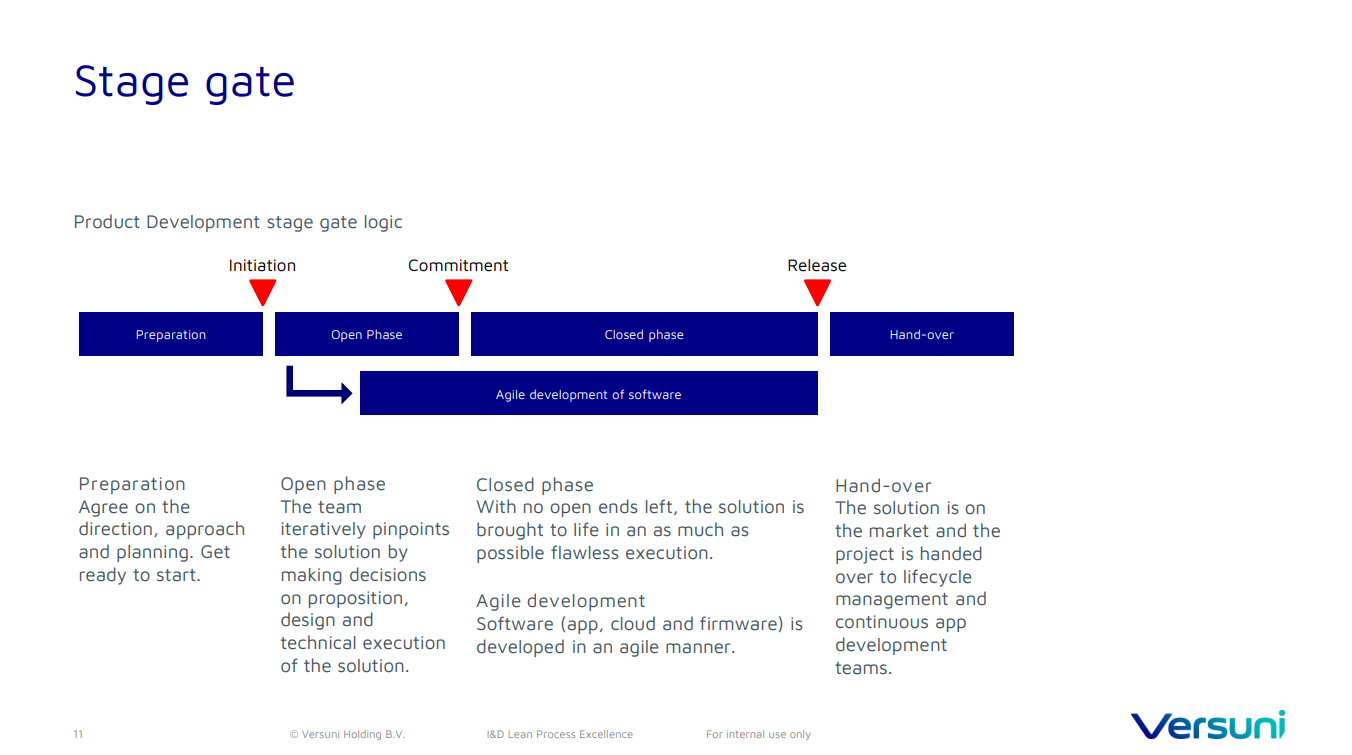 Stage gate
Product Development stage gate logic
Initiation
Commitment
Release
Preparation
Open Phase
Closed phase
Hand-over
Agile development of software
Preparation
Agree on the
direction, approach
and planning. Get
ready to start.
Open phase
The team
iteratively pinpoints
the solution by
making decisions
on proposition,
design and
technical execution
of the solution.
Closed phase
With no open ends left, the solution is
brought to life in an as much as
possible flawless execution.
Agile development
Software (app, cloud and firmware) is
developed in an agile manner.
Hand-over
The solution is on
the market and the
project is handed
over to lifecycle
management and
continuous app
development
teams.
11
© Versuni Holding B.V.
I&D Lean Process Excellence
For internal use only
Versuni